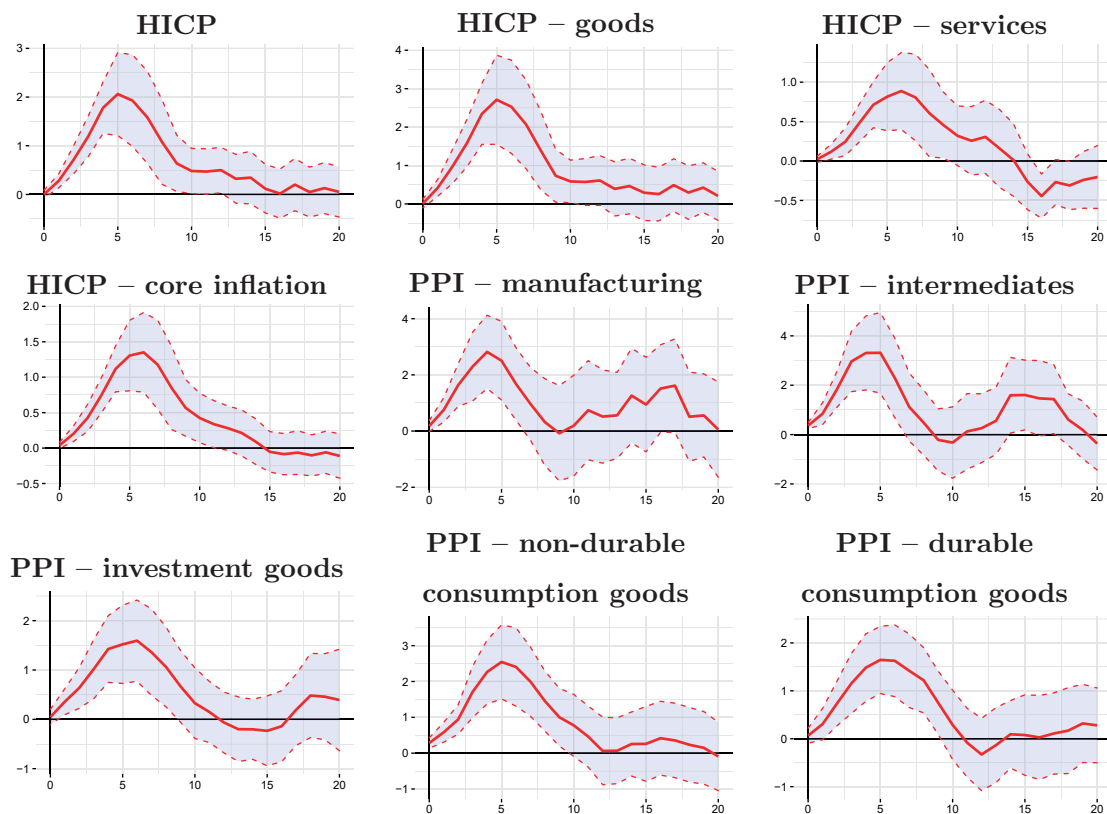 HICP
3
2
1
0
0 5 10 15 20
HICP – goods
4
3
2
1
0
0 5 10 15 20
HICP – services
1.0
0.5
0.0
−0.5
0 5 10 15 20
HICP – core inflation
2.0
1.5
1.0
0.5
0.0
−0.5
0 5 10 15 20
PPI – manufacturing
4
2
0
−2
0 5 10 15 20
PPI – intermediates
4
2
0
−2
0 5 10 15 20
PPI – investment goods
2
1
0
−1
0 5 10 15 20
PPI – non-durable
consumption goods
3
2
1
0
−1
0 5 10 15 20
PPI – durable
consumption goods
2
1
0
−1
0 5 10 15 20